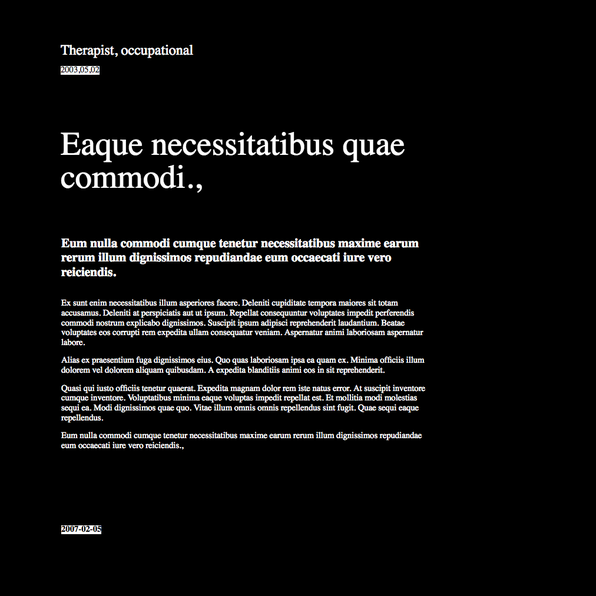 Therapist, occupational
2003,05,02
Eaque necessitatibus quae
commodi.,
Eum nulla commodi cumque tenetur necessitatibus maxime earum
rerum illum dignissimos repudiandae eum occaecati iure vero
reiciendis.
Ex sunt enim necessitatibus illum asperiores facere. Deleniti cupiditate tempora maiores sit totam
accusamus. Deleniti at perspiciatis aut ut ipsum. Repellat consequuntur voluptates impedit perferendis
commodi nostrum explicabo dignissimos. Suscipit ipsum adipisci reprehenderit laudantium. Beatae
voluptates eos corrupti rem expedita ullam consequatur veniam. Aspernatur animi laboriosam aspernatur
labore.
Alias ex praesentium fuga dignissimos eius. Quo quas laboriosam ipsa ea quam ex. Minima officiis illum
dolorem vel dolorem aliquam quibusdam. A expedita blanditiis animi eos in sit reprehenderit.
Quasi qui iusto officiis tenetur quaerat. Expedita magnam dolor rem iste natus error. At suscipit inventore
cumque inventore. Voluptatibus minima eaque voluptas impedit repellat est. Et mollitia modi molestias
sequi ea. Modi dignissimos quae quo. Vitae illum omnis omnis repellendus sint fugit. Quae sequi eaque
repellendus.
Eum nulla commodi cumque tenetur necessitatibus maxime earum rerum illum dignissimos repudiandae
eum occaecati iure vero reiciendis.,
2007-02-05